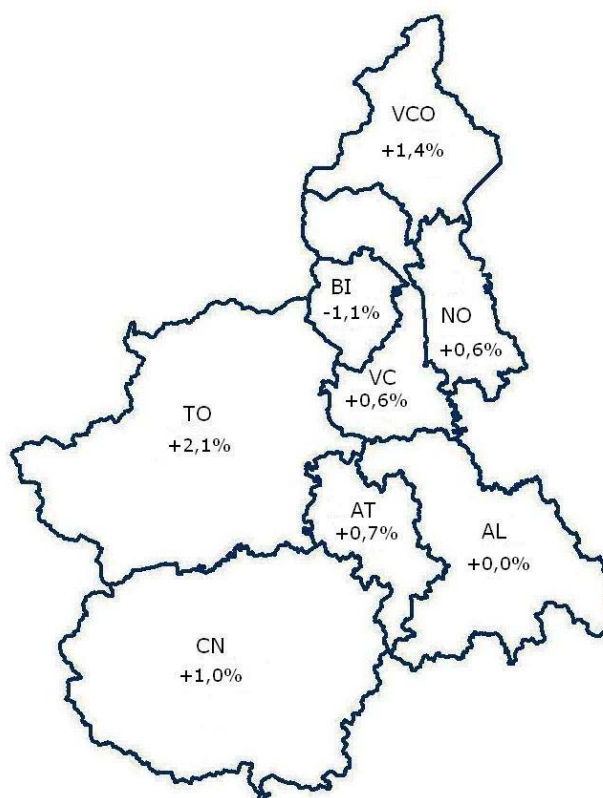 VCO
+1,4%
BI
-1,1%
NO
+0,6%
VC
+0,6%
TO
+2,1%
AT
+0,7%
AL
+0,0%
CN
+1,0%